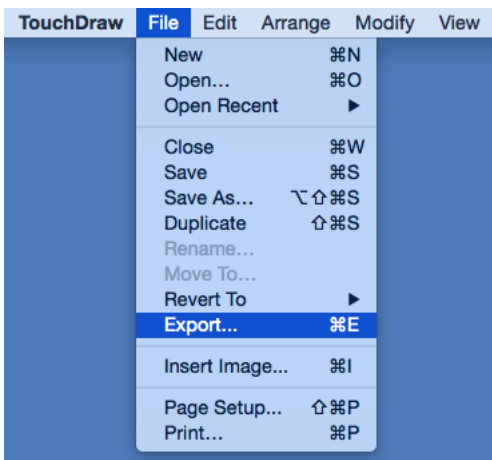 TouchDraw File Edit Arrange Modify View
New ⌘N
Open... ⌘O
Open Recent ▶
Close ⌘W
Save ⌘S
Save As... ⌥⇧⌘S
Duplicate ⇧⌘S
Rename...
Move To...
Revert To ▶
Export... ⌘E
Insert Image... ⌘I
Page Setup... ⇧⌘P
Print... ⌘P